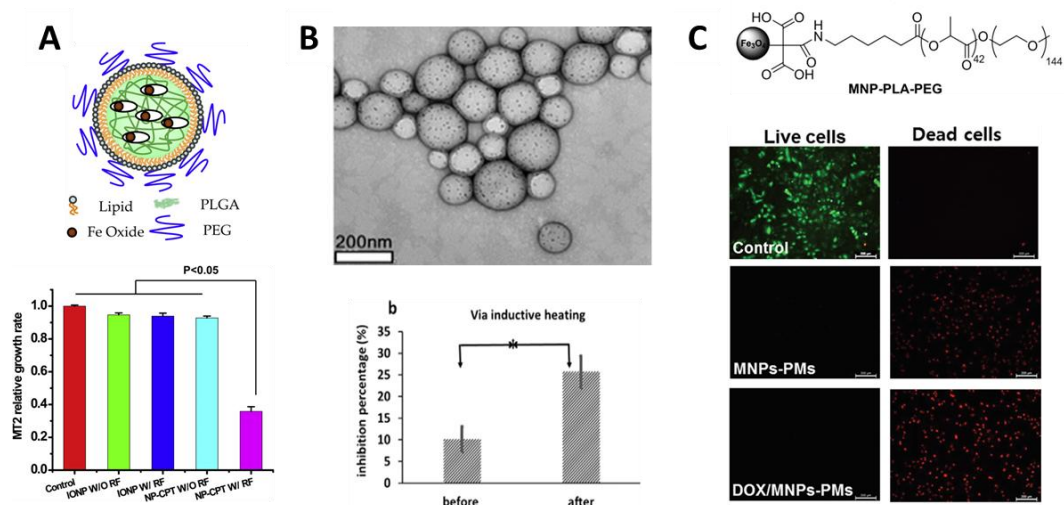 A
Lipid
PLGA
Fe Oxide
PEG
P<0.05
MT2 relative growth rate
1.0
0.8
0.6
0.4
0.2
0.0
Control
IONP W/O RF
IONP W/ RF
NP-CPT W/O RF
NP-CPT W/ RF
B
200nm
b
Via inductive heating
*
inhibition percentage (%)
35
30
25
20
15
10
5
0
before
after
C
HO
O
O
Fe₃O₄
H
N
O
O
O
O
42
O
144
O
OH
MNP-PLA-PEG
Live cells
Dead cells
Control
MNPs-PMs
DOX/MNPs-PMs